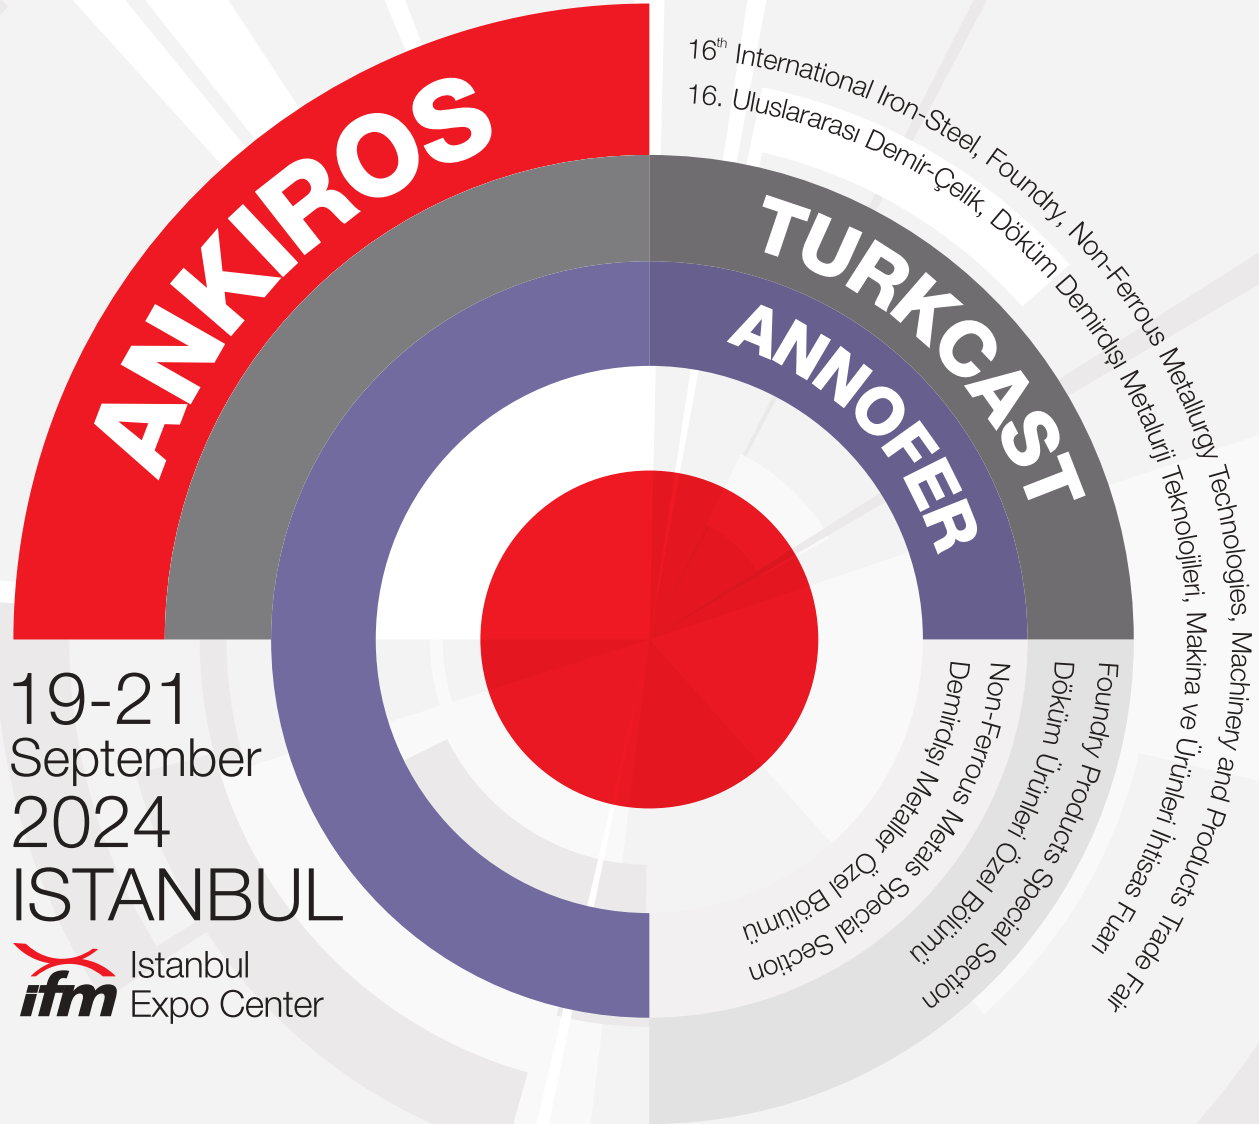 ANKIROS
TURKCAST
ANNOFER
16th International Iron-Steel, Foundry, Non-Ferrous Metallurgy Technologies, Machinery and Products Trade Fair
16. Uluslararası Demir-Çelik, Döküm Demirdışı Metalurji Teknolojileri, Makina ve Ürünleri İhtisas Fuarı
Foundry Products Special Section
Döküm Ürünleri Özel Bölümü
Non-Ferrous Metals Special Section
Demirdışı Metaller Özel Bölümü
19-21
September
2024
ISTANBUL
ifm
Istanbul
Expo Center